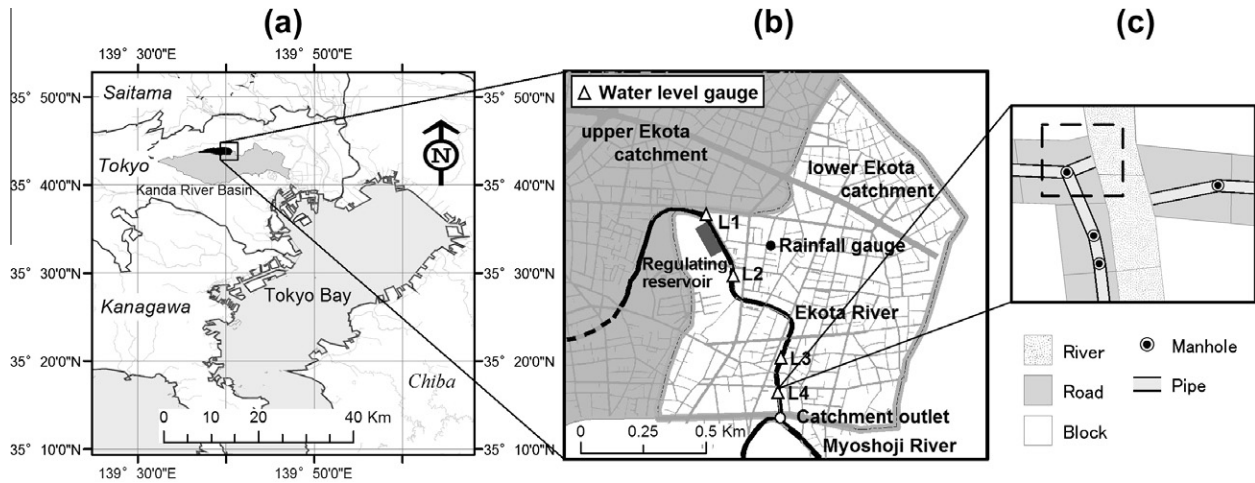 (a)
(b)
(c)
139° 30'0"E
139° 50'0"E
35° 50'0"N
35° 40'0"N
35° 30'0"N
35° 20'0"N
35° 10'0"N
50'0"N
40'0"N
30'0"N
20'0"N
10'0"N
35°
35°
35°
35°
35°
139° 30'0"E
139° 50'0"E
Saitama
Tokyo
Kanda River Basin
Kanagawa
Tokyo Bay
Chiba
N
0 10 20 40 Km
Water level gauge
upper Ekota
catchment
lower Ekota
catchment
L1
Rainfall gauge
Regulating
reservoir
L2
Ekota River
L3
L4
Catchment outlet
0 0.5 Km
Myoshoji River
River
Road
Block
Manhole
Pipe